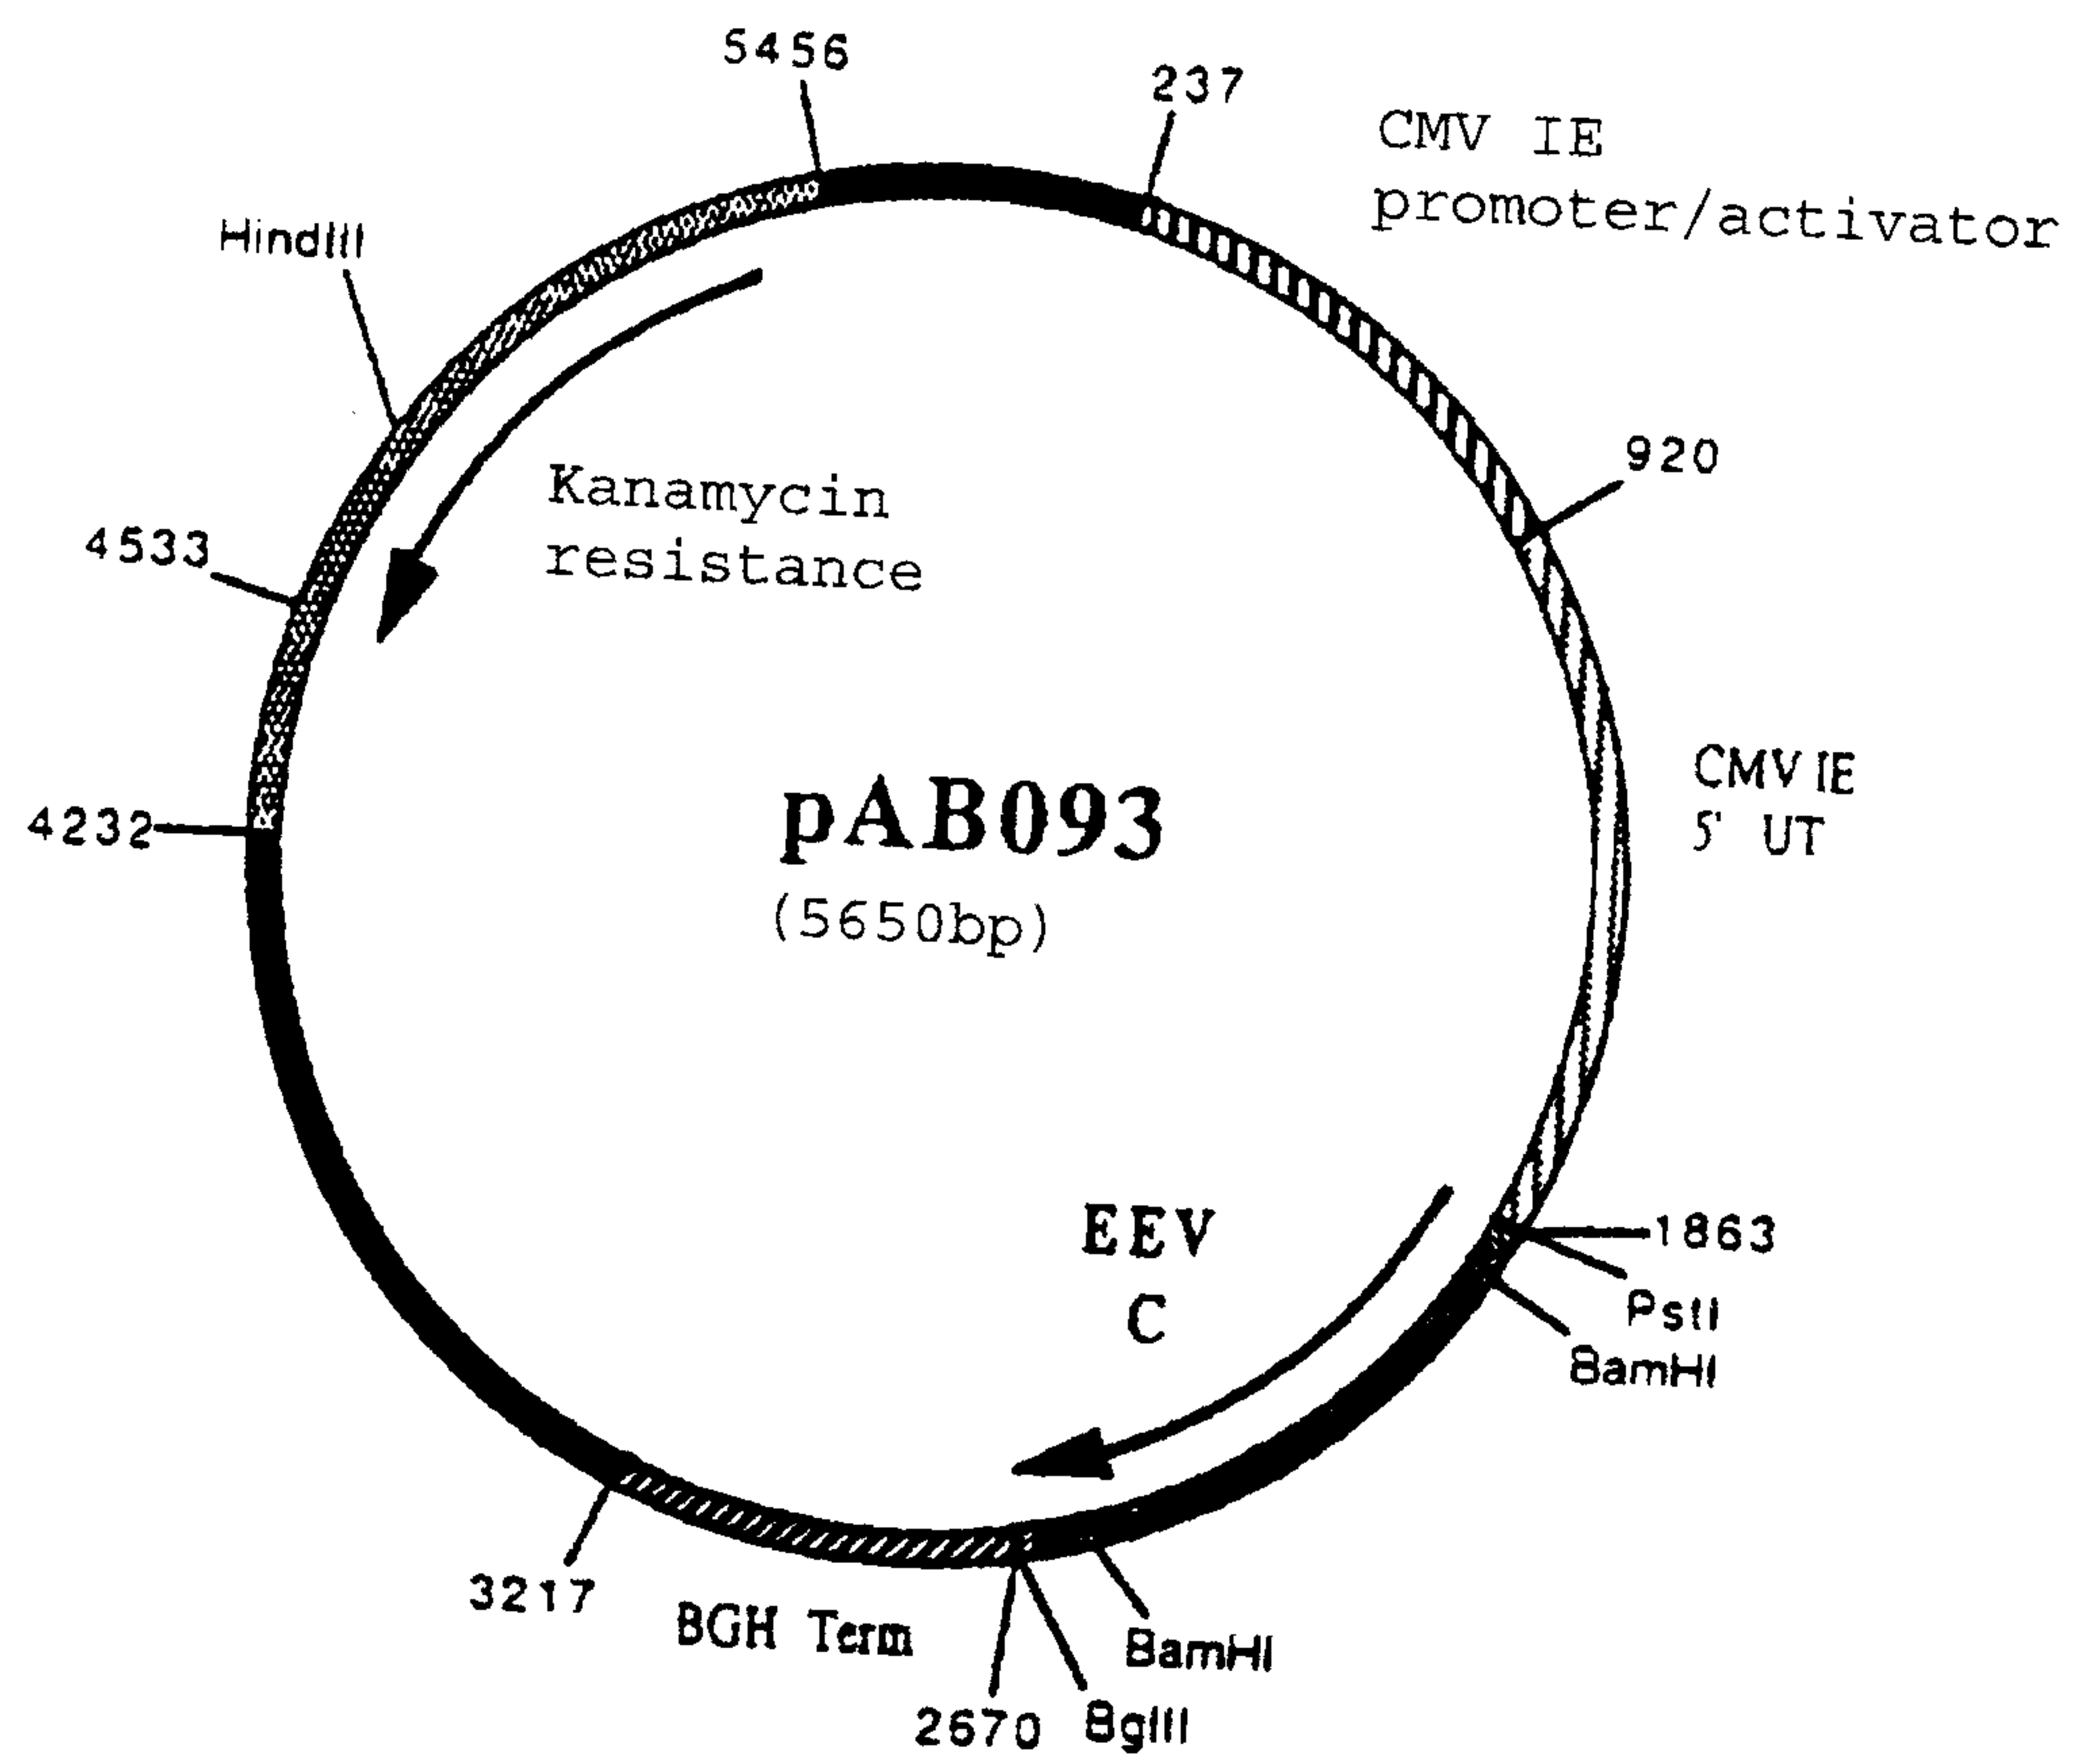 5456
237
CMV IE
promoter/activator
HindIII
920
Kanamycin
resistance
4533
CMV IE
5' UT
pAB093
4232
(5650bp)
EEV
C
1863
PstI
BamHI
3217
BGH Term
BamHI
2670
BglII